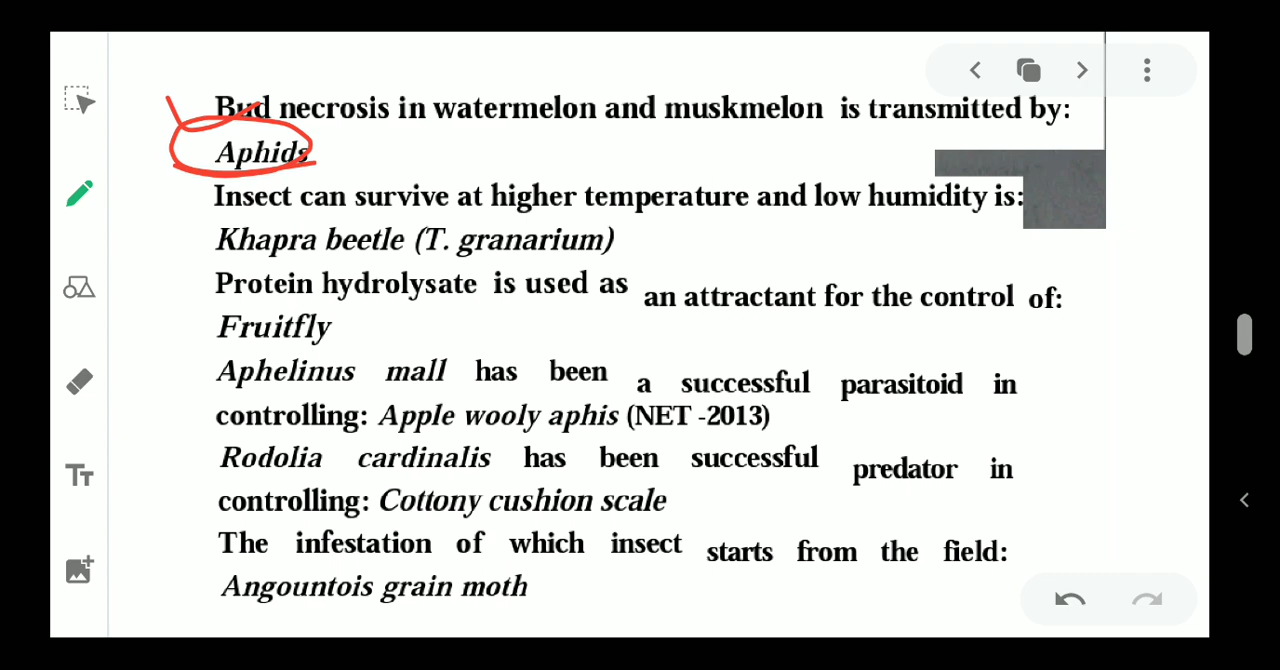 Bud necrosis in watermelon and muskmelon is transmitted by:
Aphids
Insect can survive at higher temperature and low humidity is:
Khapra beetle (T. granarium)
Protein hydrolysate is used as an attractant for the control of:
Fruitfly
Aphelinus mall has been a successful parasitoid in
controlling: Apple wooly aphis (NET -2013)
Rodolia cardinalis has been successful predator in
controlling: Cottony cushion scale
The infestation of which insect starts from the field:
Angountois grain moth